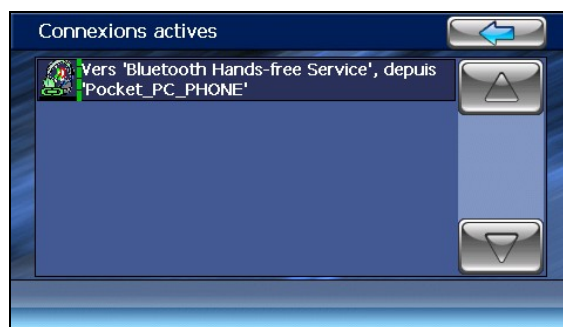 Connexions actives
Vers 'Bluetooth Hands-free Service', depuis
'Pocket_PC_PHONE'